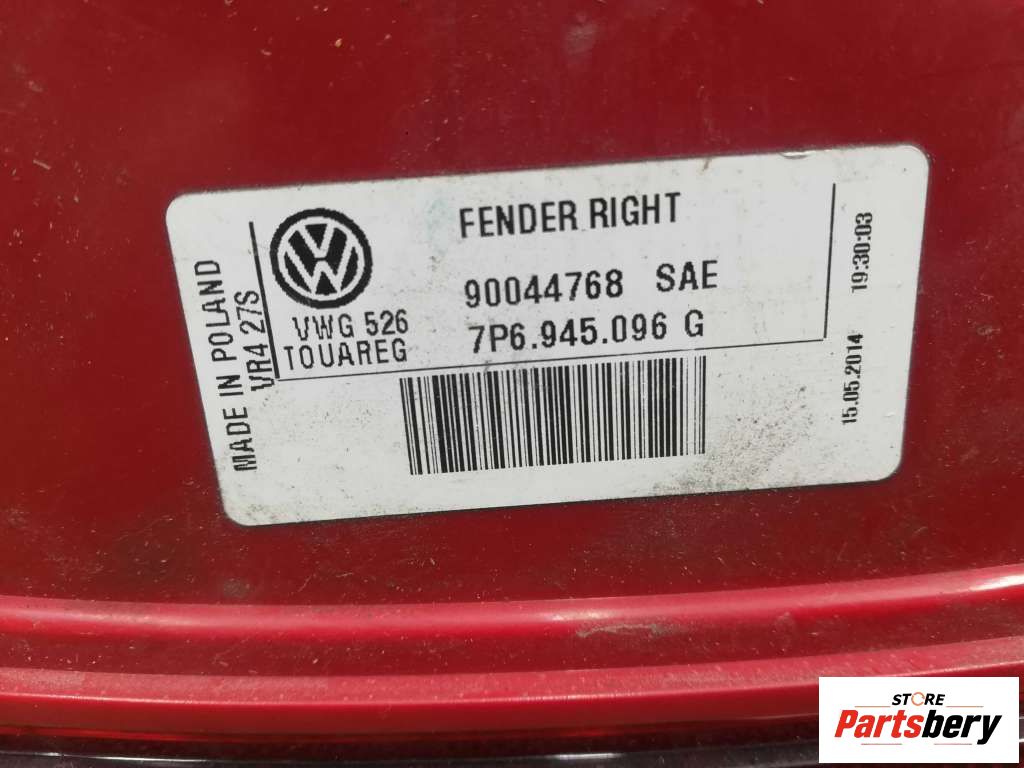 FENDER RIGHT
90044768 SAE
VWG 526
7P6.945.096 G
TOUAREG
MADE IN POLAND
VR4 27S
15.05.2014 19:30:03
STORE
Partsbery